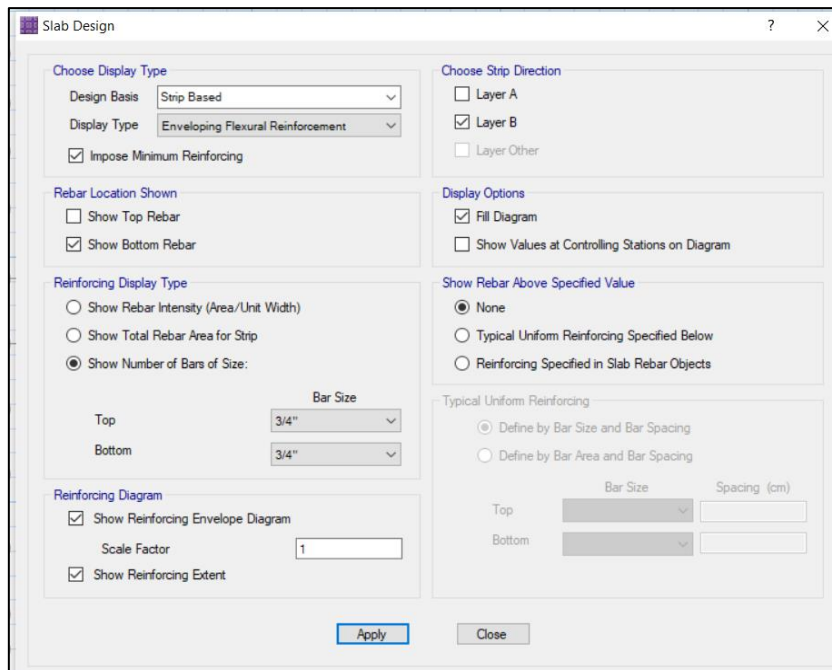 Slab Design
?
Choose Display Type
Design Basis Strip Based
Display Type Enveloping Flexural Reinforcement
Impose Minimum Reinforcing
Rebar Location Shown
Show Top Rebar
Show Bottom Rebar
Reinforcing Display Type
Show Rebar Intensity (Area/Unit Width)
Show Total Rebar Area for Strip
Show Number of Bars of Size:
Bar Size
Top 3/4"
Bottom 3/4"
Reinforcing Diagram
Show Reinforcing Envelope Diagram
Scale Factor 1
Show Reinforcing Extent
Choose Strip Direction
Layer A
Layer B
Layer Other
Display Options
Fill Diagram
Show Values at Controlling Stations on Diagram
Show Rebar Above Specified Value
None
Typical Uniform Reinforcing Specified Below
Reinforcing Specified in Slab Rebar Objects
Typical Uniform Reinforcing
Define by Bar Size and Bar Spacing
Define by Bar Area and Bar Spacing
Bar Size Spacing (cm)
Top
Bottom
Apply Close